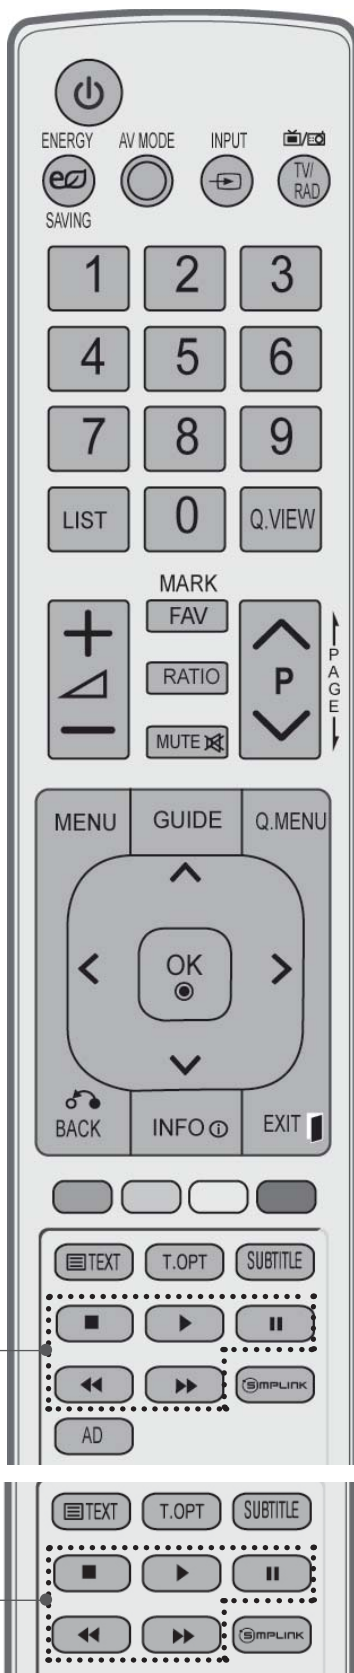 ENERGY AV MODE INPUT
TV/
RAD
SAVING
1 2 3
4 5 6
7 8 9
LIST 0 Q.VIEW
MARK
FAV
P
RATIO
PAGE
MUTE
MENU GUIDE Q.MENU
OK
BACK INFO EXIT
TEXT T.OPT SUBTITLE
SIMPLINK
AD
TEXT T.OPT SUBTITLE
SIMPLINK